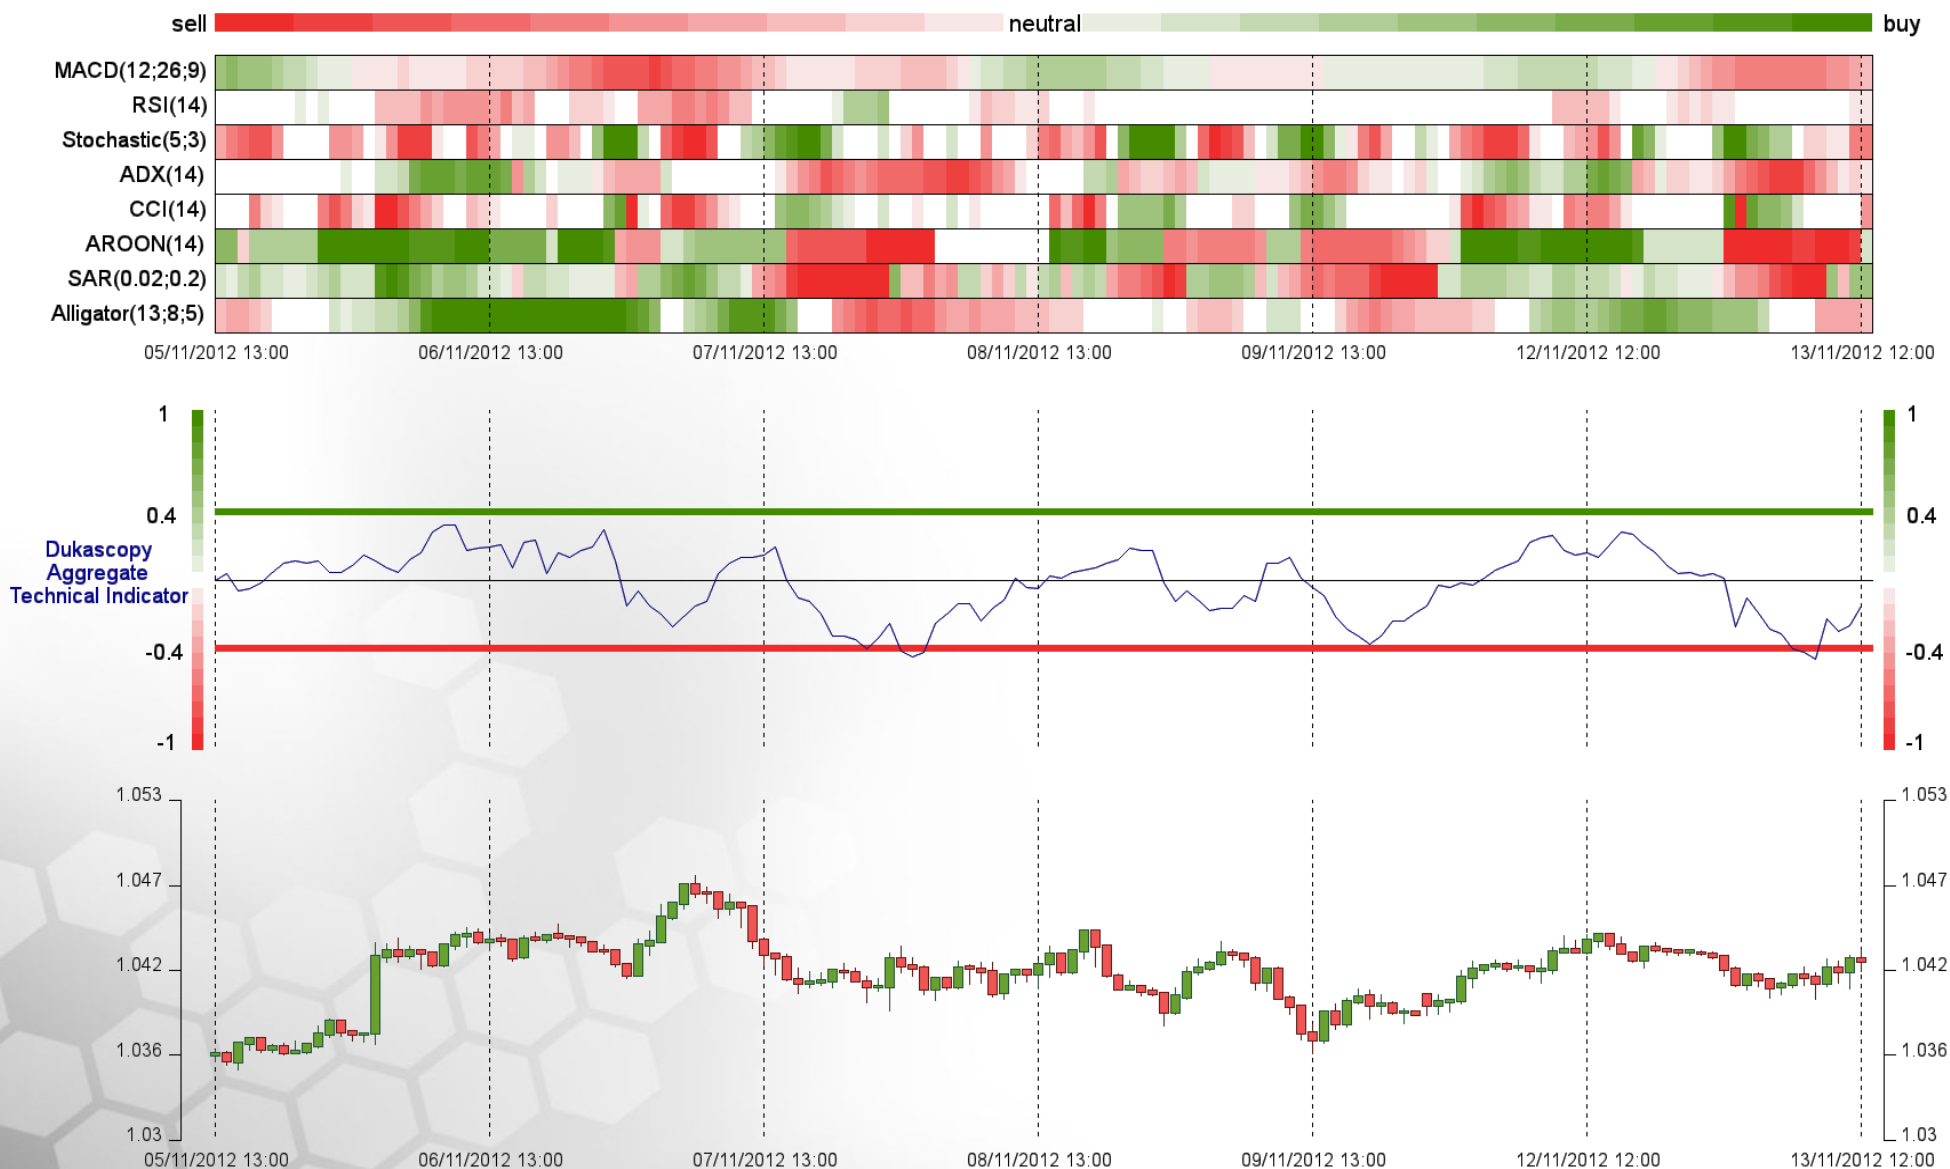 sell neutral buy
MACD(12;26;9)
RSI(14)
Stochastic(5;3)
ADX(14)
CCI(14)
AROON(14)
SAR(0.02;0.2)
Alligator(13;8;5)
05/11/2012 13:00 06/11/2012 13:00 07/11/2012 13:00 08/11/2012 13:00 09/11/2012 13:00 12/11/2012 12:00 13/11/2012 12:00
1 1
0.4 0.4
Dukascopy
Aggregate
Technical Indicator
-0.4 -0.4
-1 -1
1.053 1.053
1.047 1.047
1.042 1.042
1.036 1.036
1.03 1.03
05/11/2012 13:00 06/11/2012 13:00 07/11/2012 13:00 08/11/2012 13:00 09/11/2012 13:00 12/11/2012 12:00 13/11/2012 12:00